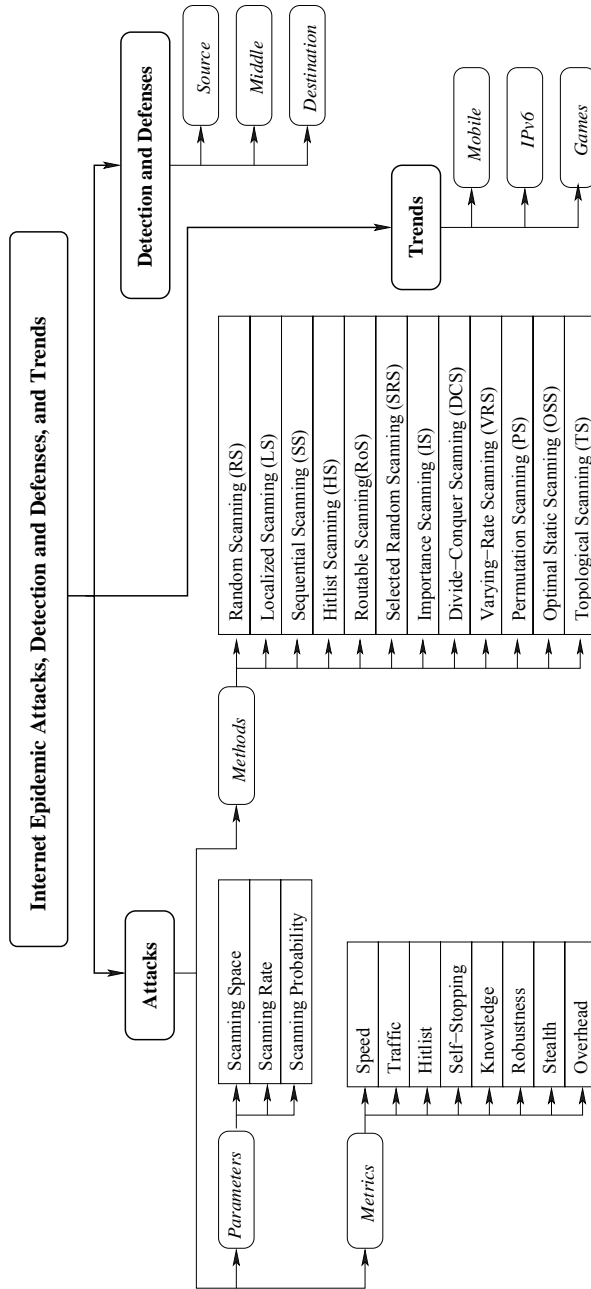 Internet Epidemic Attacks, Detection and Defenses, and Trends
Attacks
Parameters
Scanning Space
Scanning Rate
Scanning Probability
Metrics
Speed
Traffic
Hitlist
Self-Stopping
Knowledge
Robustness
Stealth
Overhead
Methods
Random Scanning (RS)
Localized Scanning (LS)
Sequential Scanning (SS)
Hitlist Scanning (HS)
Routable Scanning(RoS)
Selected Random Scanning (SRS)
Importance Scanning (IS)
Divide-Conquer Scanning (DCS)
Varying-Rate Scanning (VRS)
Permutation Scanning (PS)
Optimal Static Scanning (OSS)
Topological Scanning (TS)
Detection and Defenses
Source
Middle
Destination
Trends
Mobile
IPv6
Games